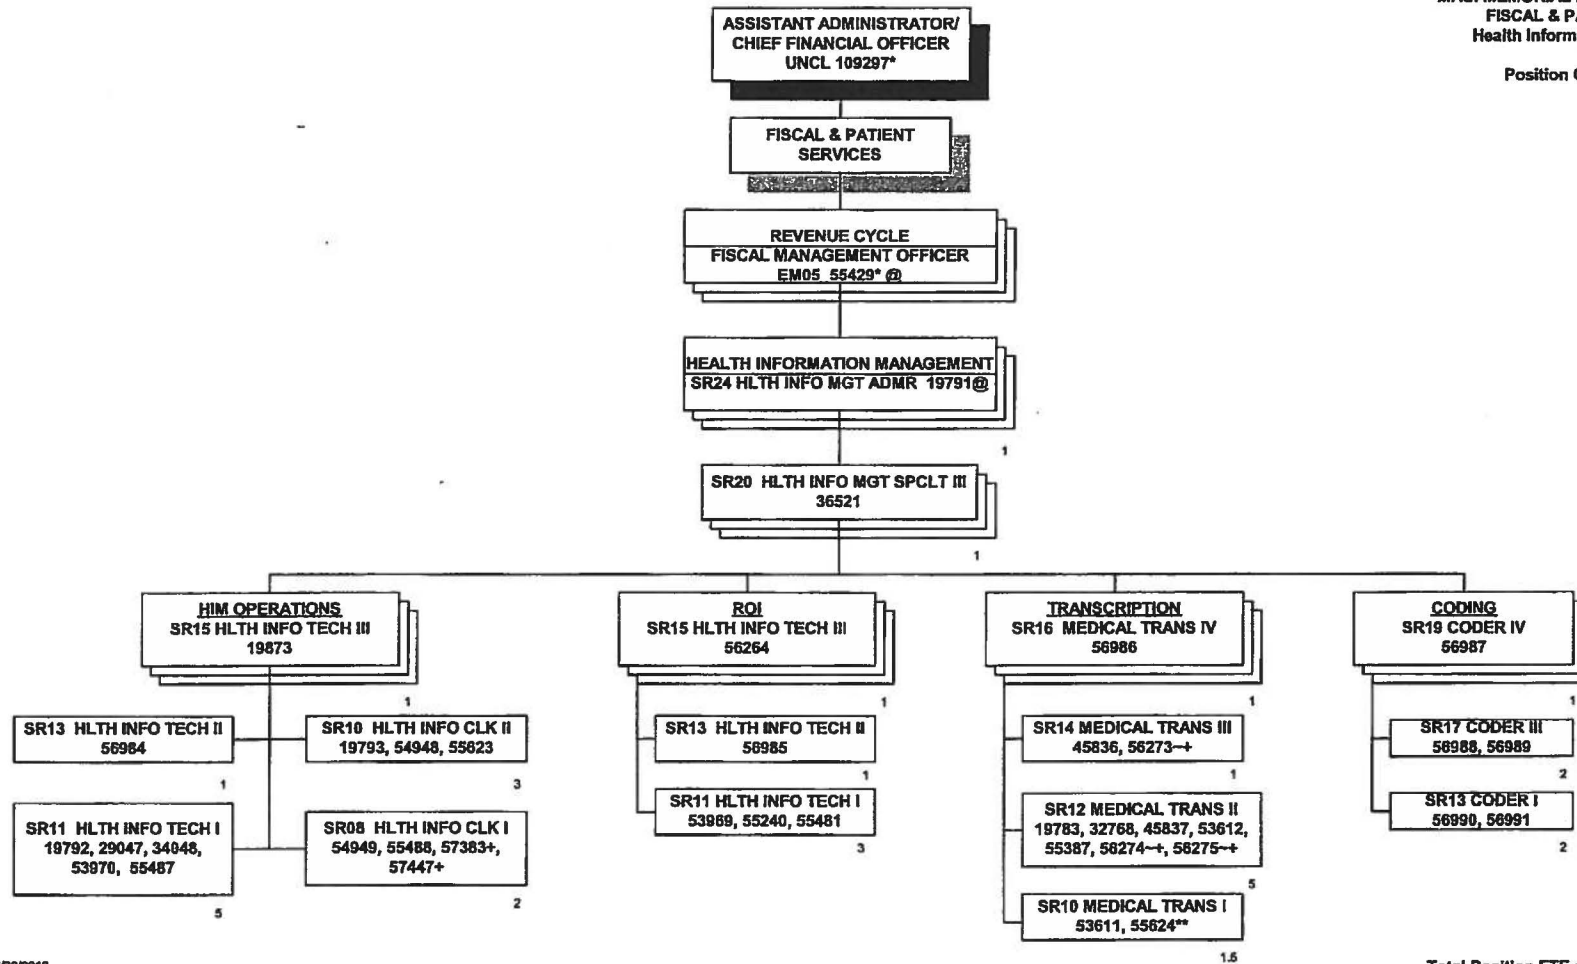 FISCAL & PA
Health Inform
Position
ASSISTANT ADMINISTRATOR/
CHIEF FINANCIAL OFFICER
UNCL 109297*
FISCAL & PATIENT
SERVICES
REVENUE CYCLE
FISCAL MANAGEMENT OFFICER
EM05 55429* @
HEALTH INFORMATION MANAGEMENT
SR24 HLTH INFO MGT ADMR 19791@
1
SR20 HLTH INFO MGT SPCLT III
36521
1
HIM OPERATIONS
SR15 HLTH INFO TECH III
19873
1
SR13 HLTH INFO TECH II
56984
1
SR10 HLTH INFO CLK II
19793, 54948, 55623
3
SR11 HLTH INFO TECH I
19792, 29047, 34048,
53970, 55487
5
SR08 HLTH INFO CLK I
54949, 55488, 57383+,
57447+
2
ROI
SR15 HLTH INFO TECH III
56264
1
SR13 HLTH INFO TECH II
56985
1
SR11 HLTH INFO TECH I
53969, 55240, 55481
3
TRANSCRIPTION
SR16 MEDICAL TRANS IV
56986
1
SR14 MEDICAL TRANS III
45836, 56273~+
1
SR12 MEDICAL TRANS II
19783, 32768, 45837, 53612,
55387, 56274~+, 56275~+
5
SR10 MEDICAL TRANS I
53611, 55624**
1.5
CODING
SR19 CODER IV
56987
1
SR17 CODER III
56988, 56989
2
SR13 CODER I
56990, 56991
2